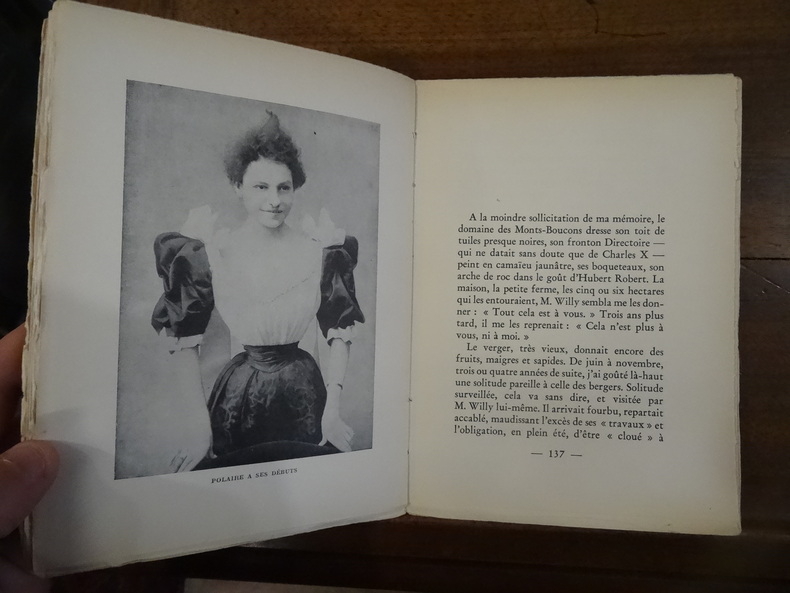 POLAIRE A SES DÉBUTS
A la moindre sollicitation de ma mémoire, le
domaine des Monts-Boucons dresse son toit de
tuiles presque noires, son fronton Directoire —
qui ne datait sans doute que de Charles X —
peint en camaïeu jaunâtre, ses boqueteaux, son
arche de roc dans le goût d'Hubert Robert. La
maison, la petite ferme, les cinq ou six hectares
qui les entouraient, M. Willy sembla me les don-
ner : « Tout cela est à vous. » Trois ans plus
tard, il me les reprenait : « Cela n'est plus à
vous, ni à moi. »
Le verger, très vieux, donnait encore des
fruits, maigres et sapides. De juin à novembre,
trois ou quatre années de suite, j'ai goûté là-haut
une solitude pareille à celle des bergers. Solitude
surveillée, cela va sans dire, et visitée par
M. Willy lui-même. Il arrivait fourbu, repartait
accablé, maudissant l'excès de ses « travaux » et
l'obligation, en plein été, d'être « cloué » à
— 137 —